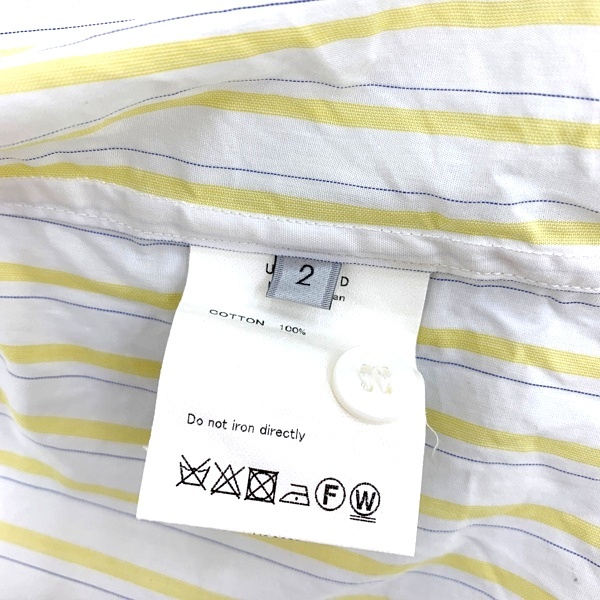 2
COTTON 100%
Do not iron directly
F W